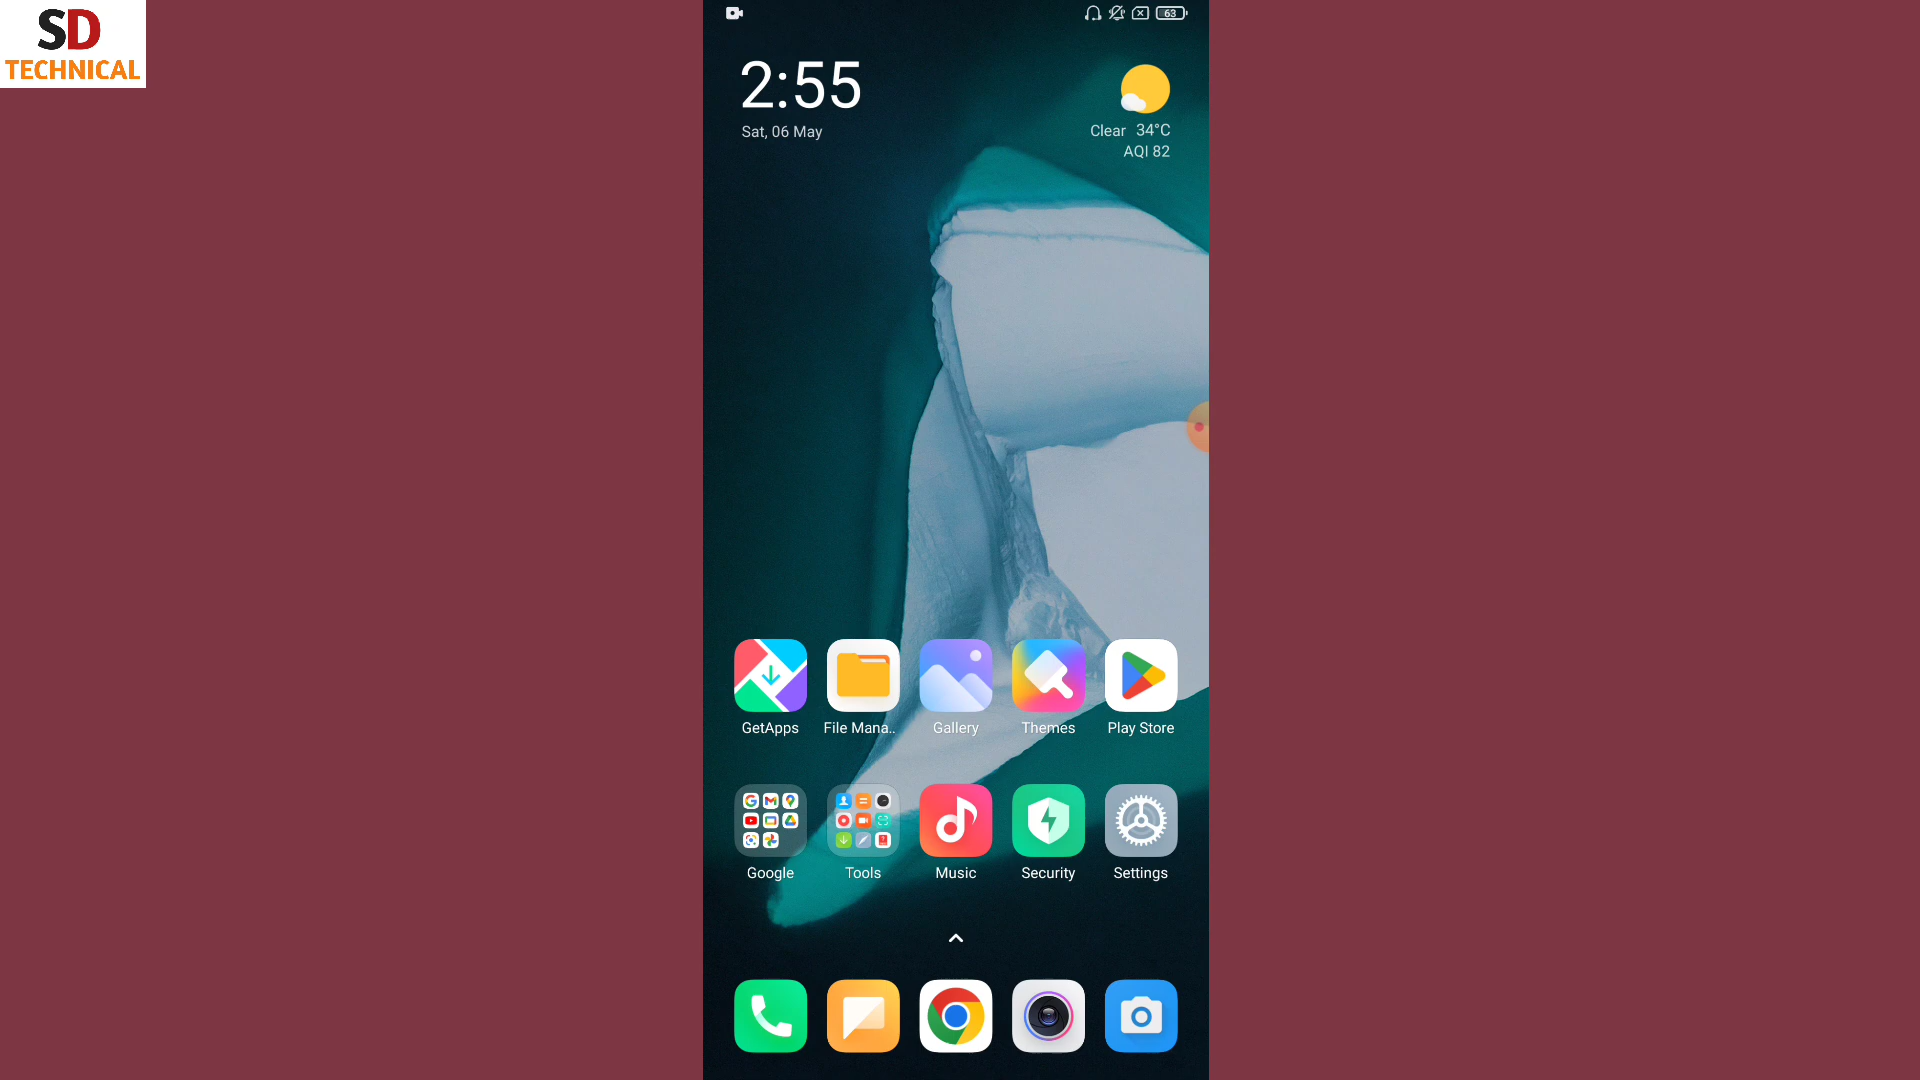 SD
TECHNICAL
63
2:55
Sat, 06 May
Clear 34°C
AQI 82
GetApps
File Mana..
Gallery
Themes
Play Store
Google
Tools
Music
Security
Settings